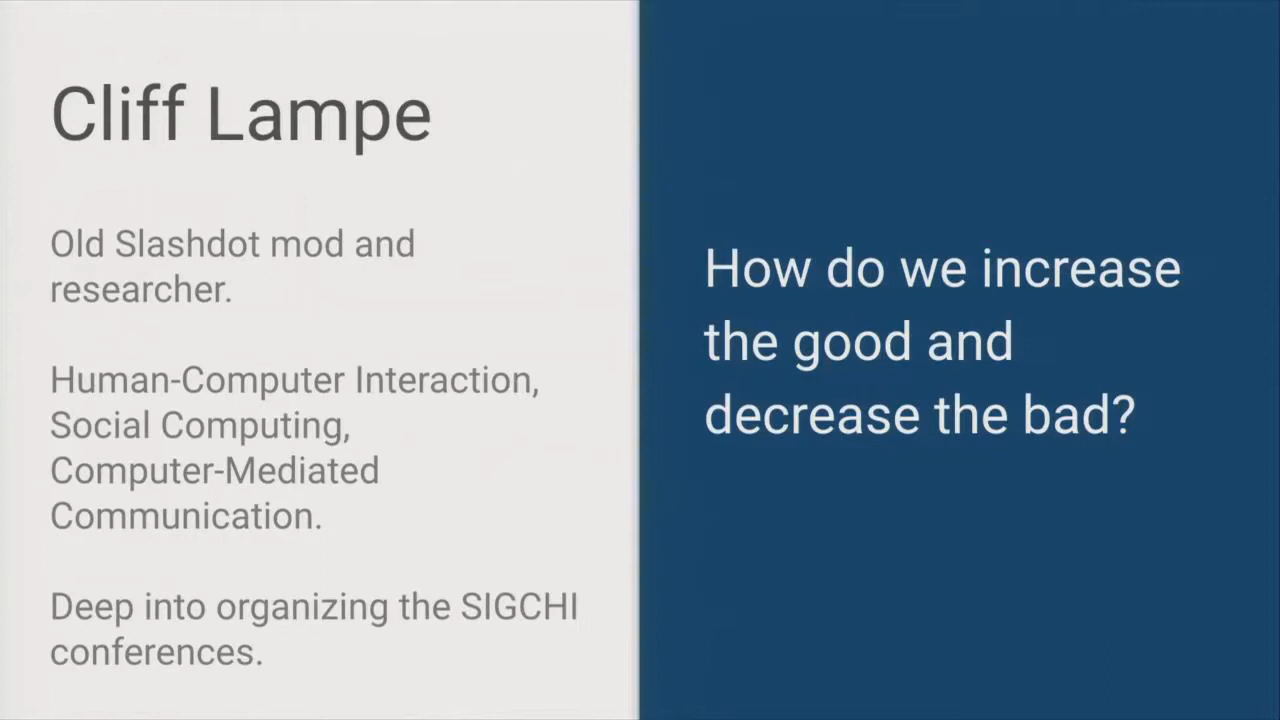 Cliff Lampe
Old Slashdot mod and
researcher.
Human-Computer Interaction,
Social Computing,
Computer-Mediated
Communication.
Deep into organizing the SIGCHI
conferences.
How do we increase
the good and
decrease the bad?